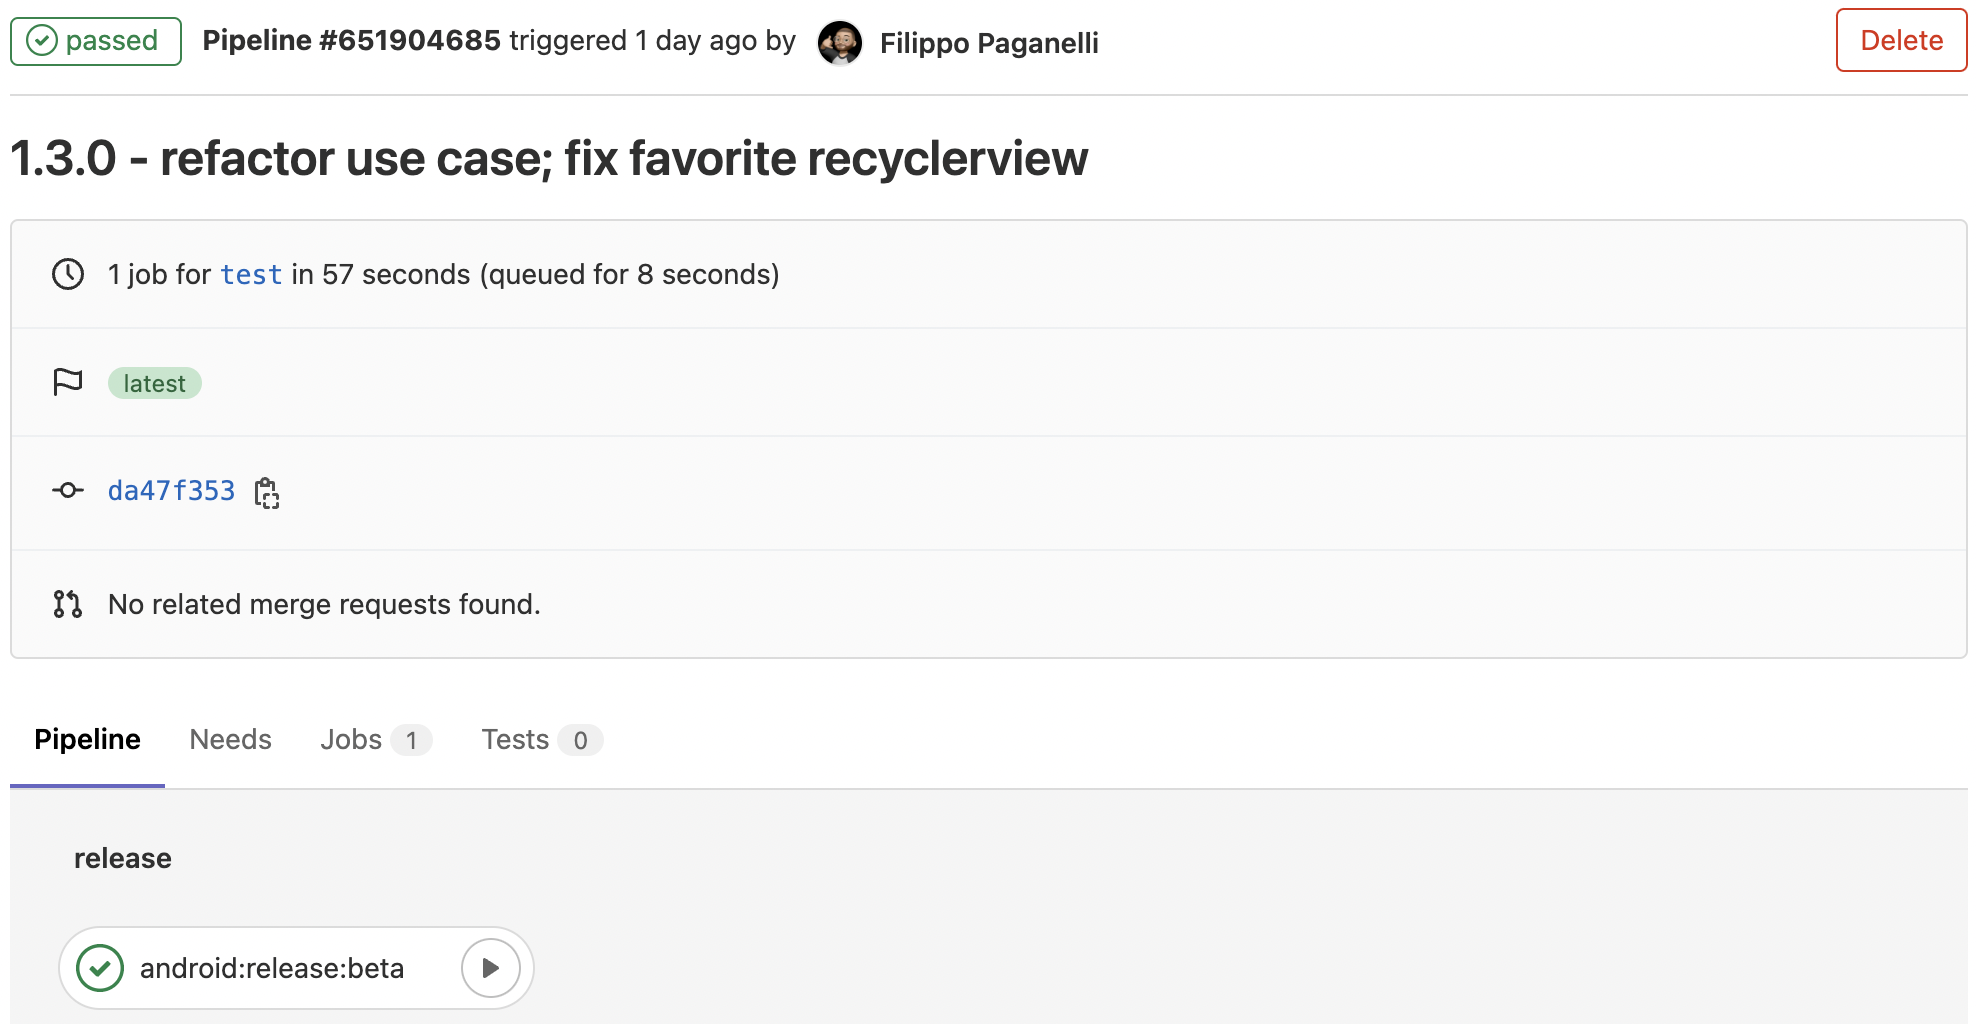 passed Pipeline #651904685 triggered 1 day ago by Filippo Paganelli Delete
1.3.0 - refactor use case; fix favorite recyclerview
1 job for test in 57 seconds (queued for 8 seconds)
latest
da47f353
No related merge requests found.
Pipeline Needs Jobs 1 Tests 0
release
android:release:beta